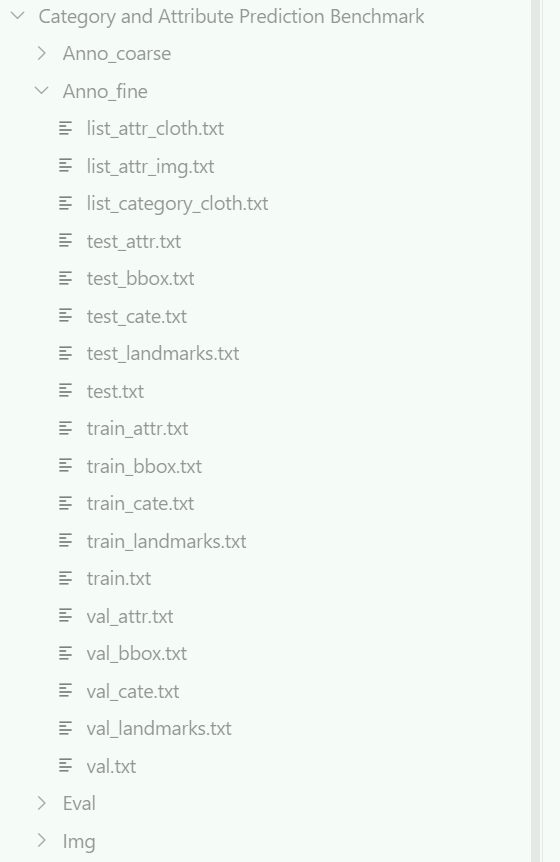 Category and Attribute Prediction Benchmark
Anno_coarse
Anno_fine
list_attr_cloth.txt
list_attr_img.txt
list_category_cloth.txt
test_attr.txt
test_bbox.txt
test_cate.txt
test_landmarks.txt
test.txt
train_attr.txt
train_bbox.txt
train_cate.txt
train_landmarks.txt
train.txt
val_attr.txt
val_bbox.txt
val_cate.txt
val_landmarks.txt
val.txt
Eval
Img